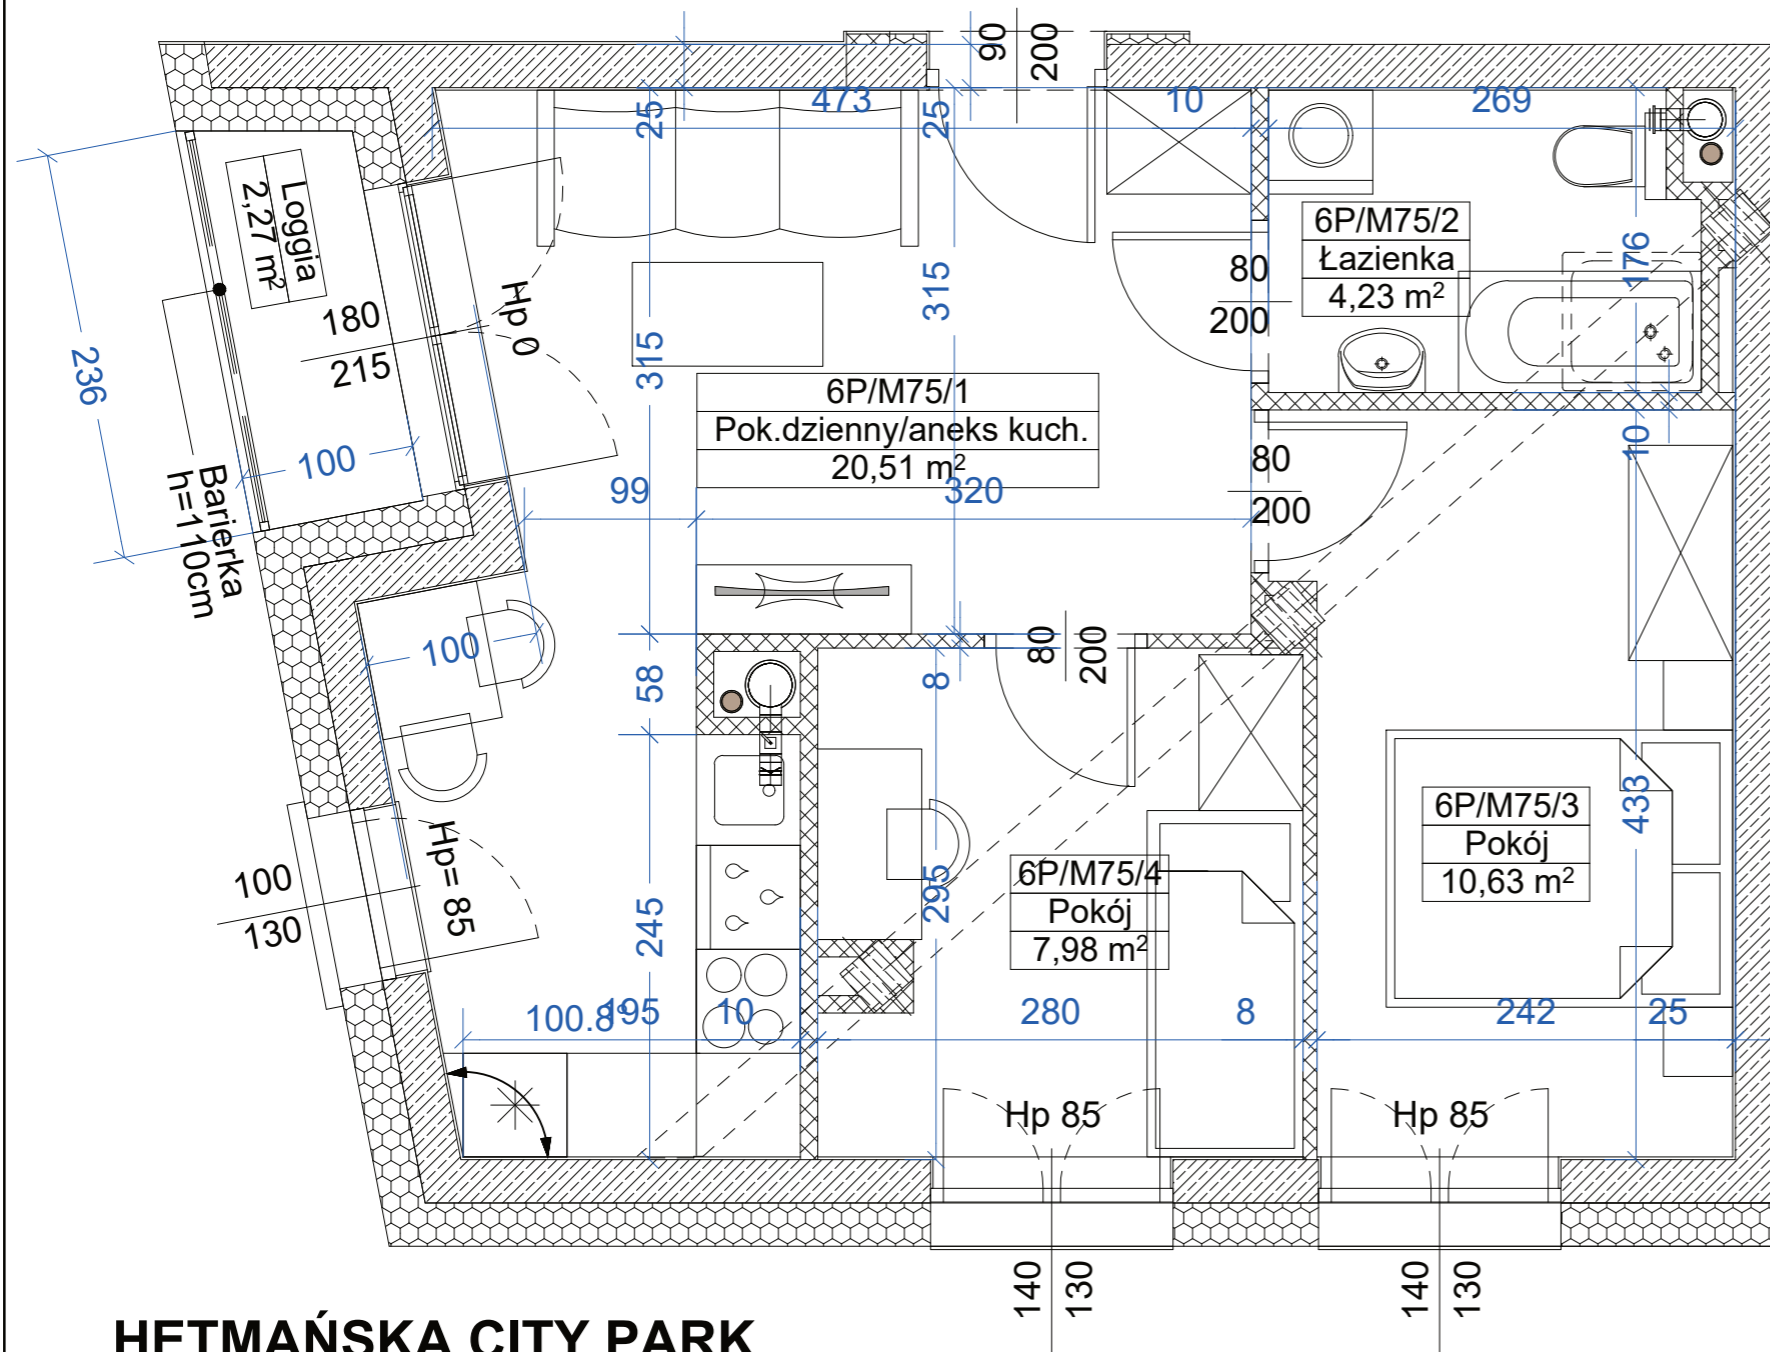 90
200
25
473
25
10
269
Loggia
2,27 m²
6P/M75/2
Łazienka
4,23 m²
176
80
200
180
215
Hp 0
315
315
236
6P/M75/1
Pok.dzienny/aneks kuch.
20,51 m²
100
Barierka
h=110cm
99
320
80
200
10
100
58
8
80
200
6P/M75/3
Pokój
10,63 m²
433
100
130
Hp= 85
245
295
6P/M75/4
Pokój
7,98 m²
100.8°
195
10
280
8
242
25
Hp 85
Hp 85
140
130
140
130
HETMAŃSKA CITY PARK